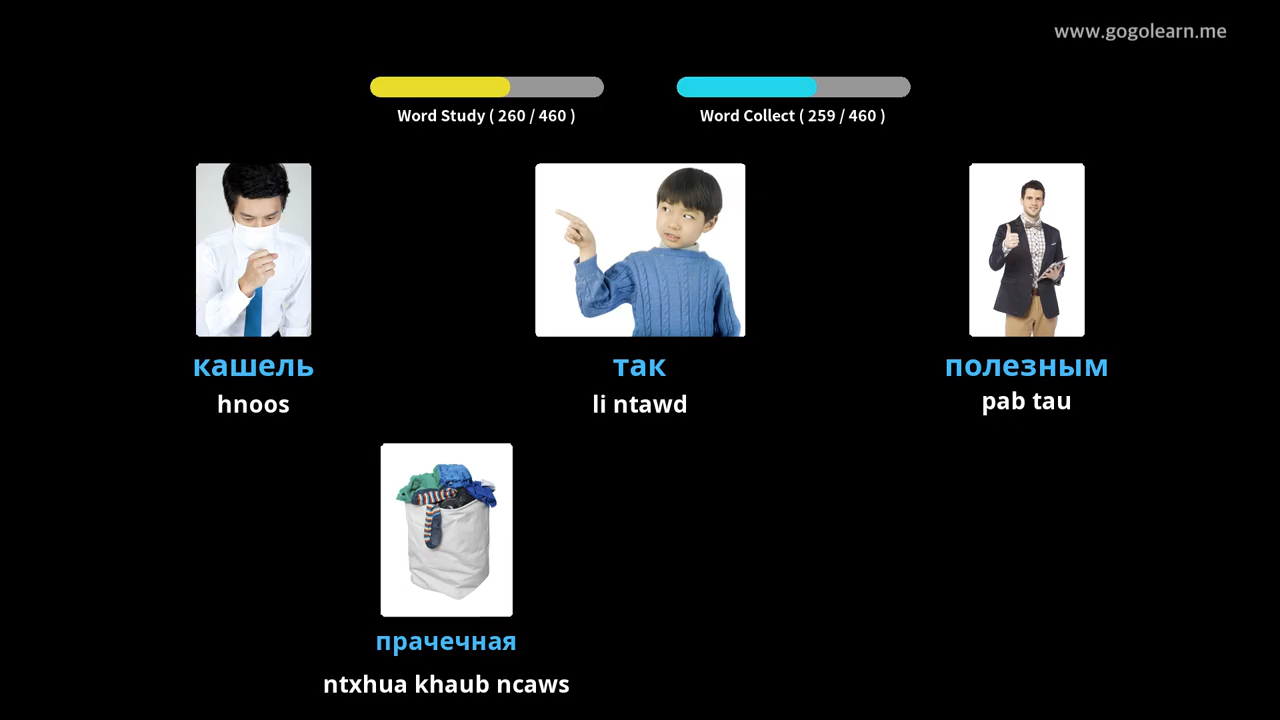 www.gogolearn.me
Word Study ( 260 / 460 )
Word Collect ( 259 / 460 )
кашель
hnoos
так
li ntawd
полезным
pab tau
прачечная
ntxhua khaub ncaws